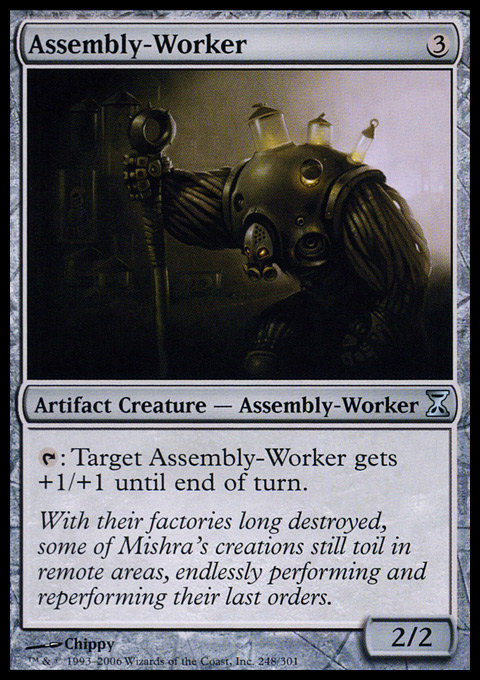 Assembly-Worker 3
Artifact Creature — Assembly-Worker
: Target Assembly-Worker gets
+1/+1 until end of turn.
With their factories long destroyed,
some of Mishra's creations still toil in
remote areas, endlessly performing and
reperforming their last orders.
Chippy
2/2
™ & © 1993–2006 Wizards of the Coast, Inc. 248/301